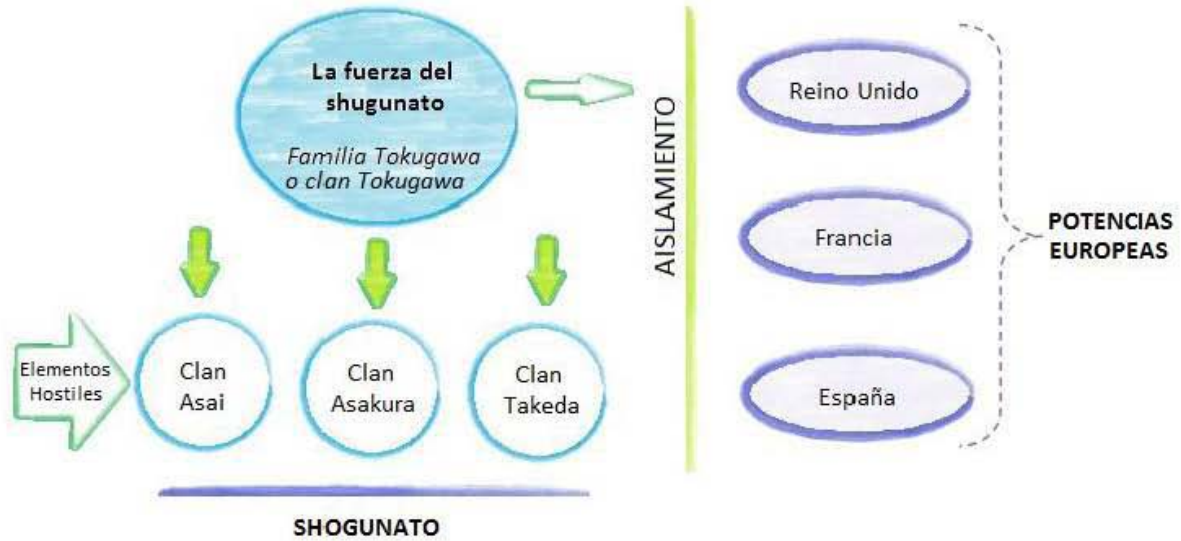 La fuerza del
shugunato
Familia Tokugawa
o clan Tokugawa
Elementos
Hostiles
Clan
Asai
Clan
Asakura
Clan
Takeda
SHOGUNATO
AISLAMIENTO
Reino Unido
Francia
España
POTENCIAS
EUROPEAS